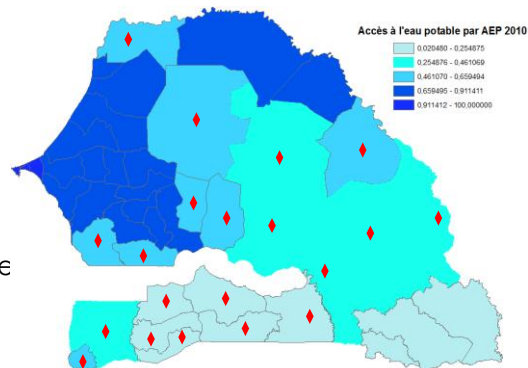 Accès à l'eau potable par AEP 2010
0,020480 - 0,254875
0,254876 - 0,461069
0,461070 - 0,659494
0,659495 - 0,911411
0,911412 - 100,000000
e